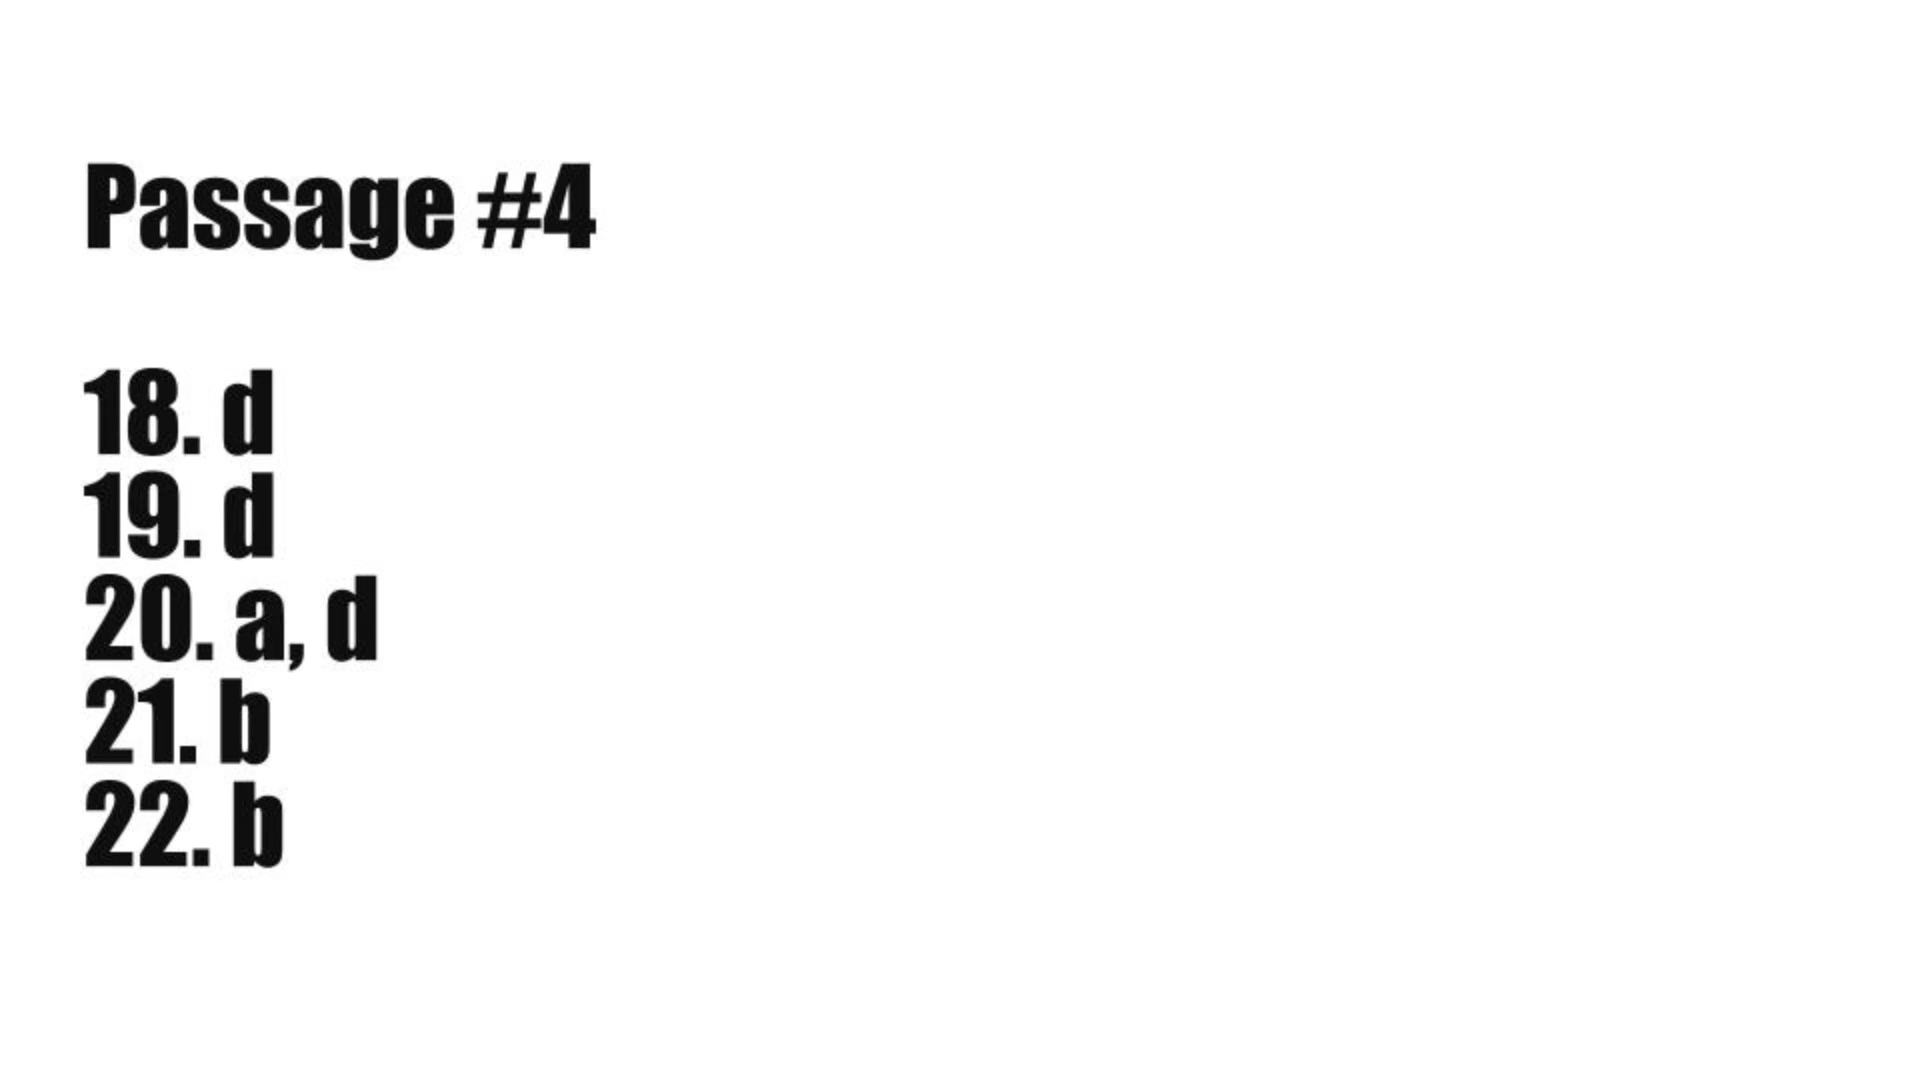 Passage #4
18. d
19. d
20. a, d
21. b
22. b